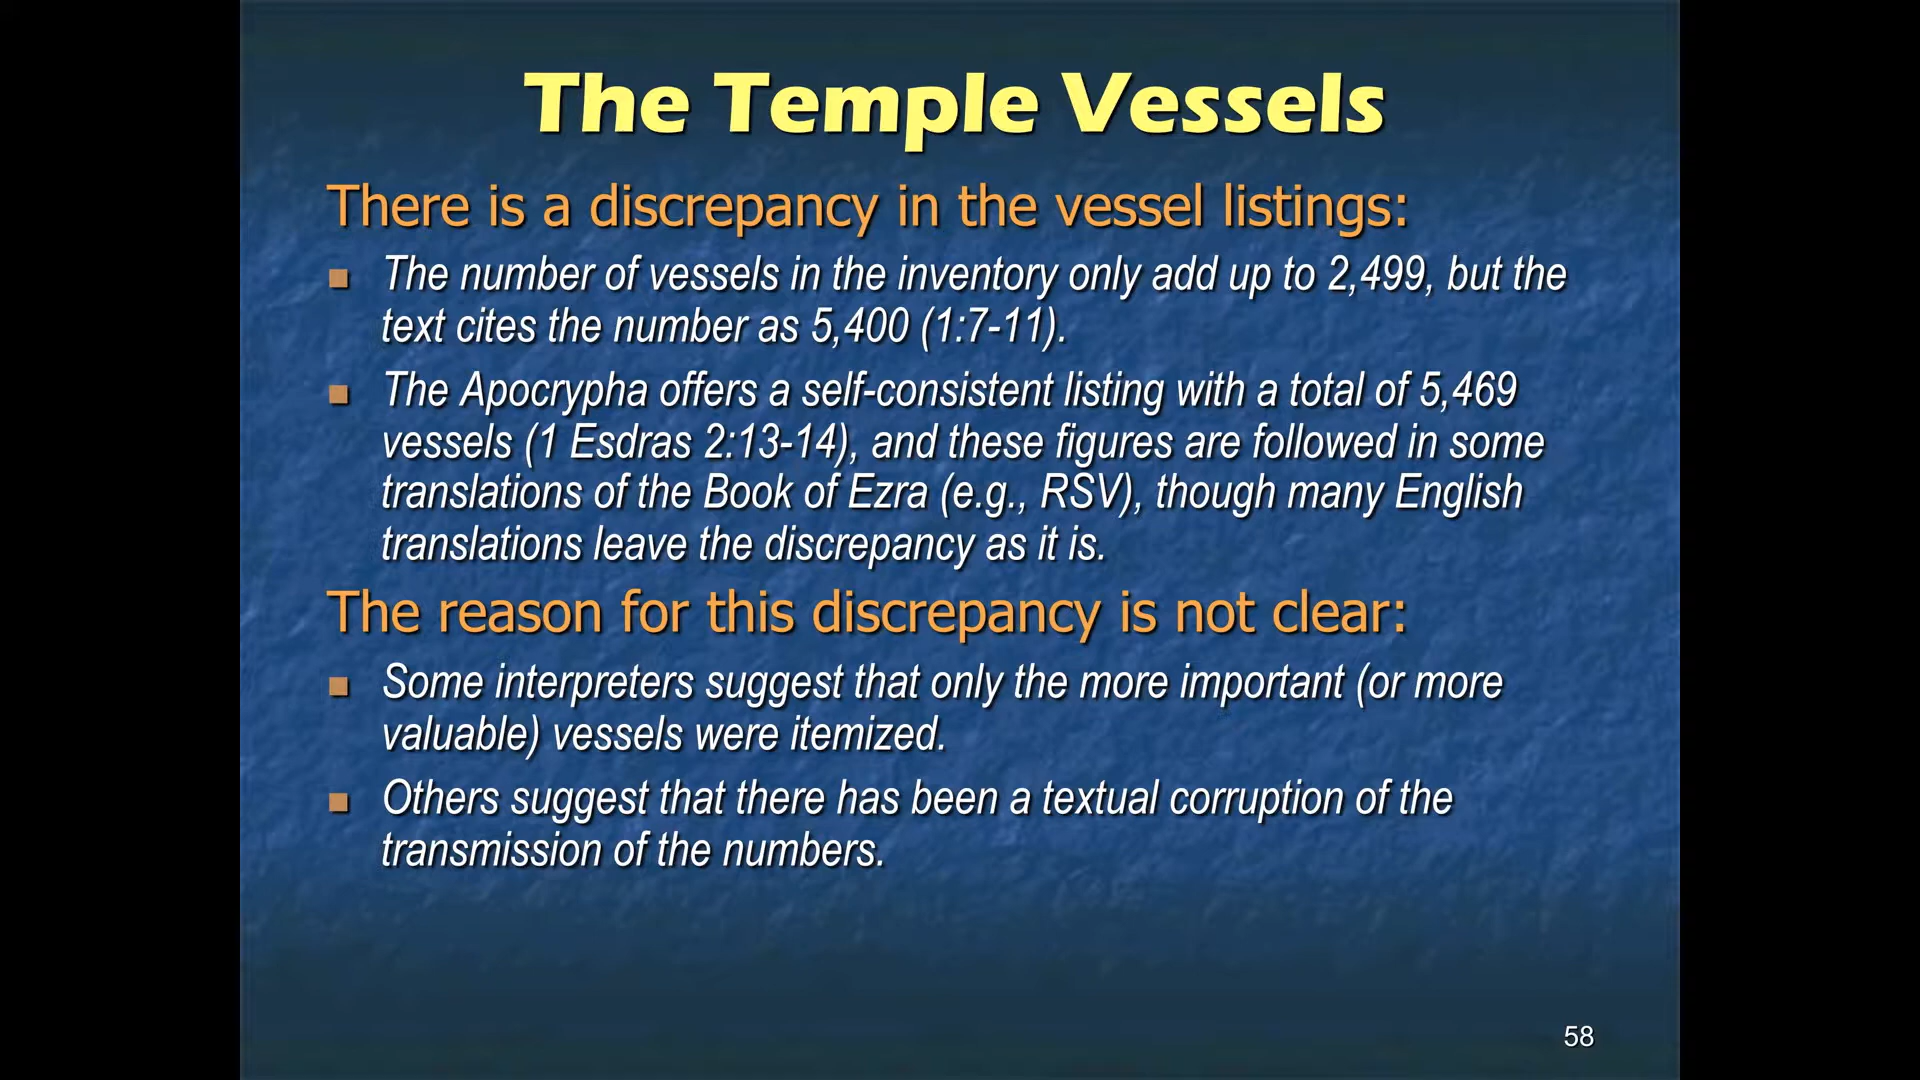 The Temple Vessels
There is a discrepancy in the vessel listings:
The number of vessels in the inventory only add up to 2,499, but the
text cites the number as 5,400 (1:7-11).
The Apocrypha offers a self-consistent listing with a total of 5,469
vessels (1 Esdras 2:13-14), and these figures are followed in some
translations of the Book of Ezra (e.g., RSV), though many English
translations leave the discrepancy as it is.
The reason for this discrepancy is not clear:
Some interpreters suggest that only the more important (or more
valuable) vessels were itemized.
Others suggest that there has been a textual corruption of the
transmission of the numbers.
58